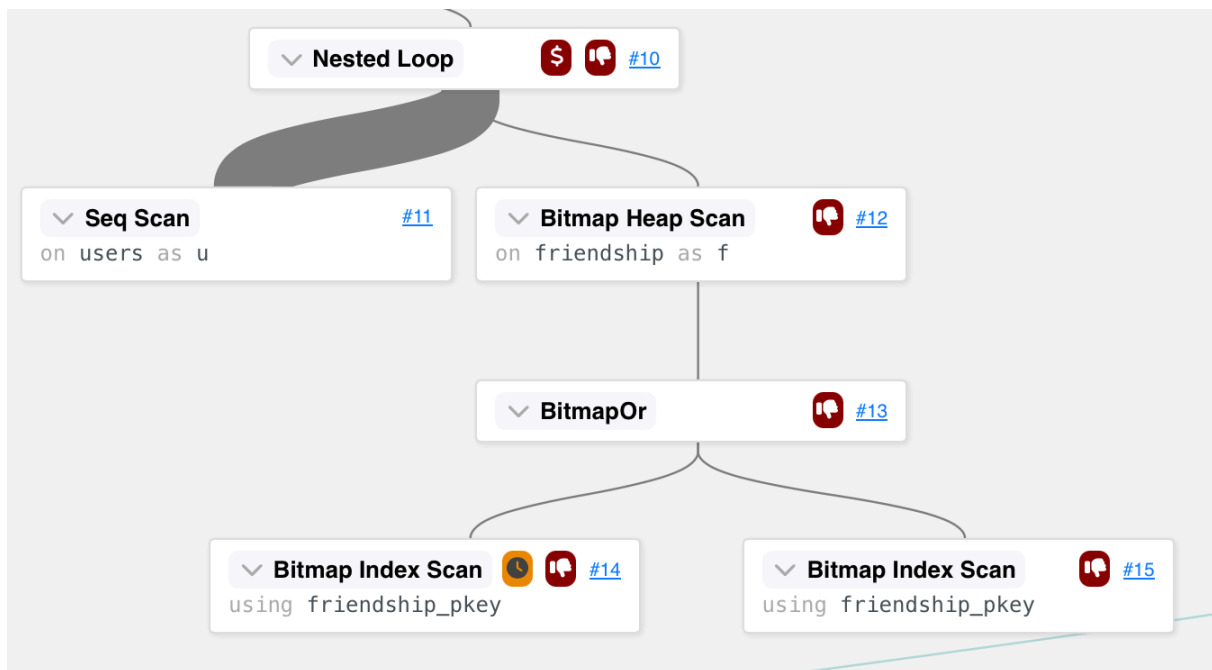 Nested Loop $ #10
Seq Scan #11
on users as u
Bitmap Heap Scan #12
on friendship as f
BitmapOr #13
Bitmap Index Scan #14
using friendship_pkey
Bitmap Index Scan #15
using friendship_pkey